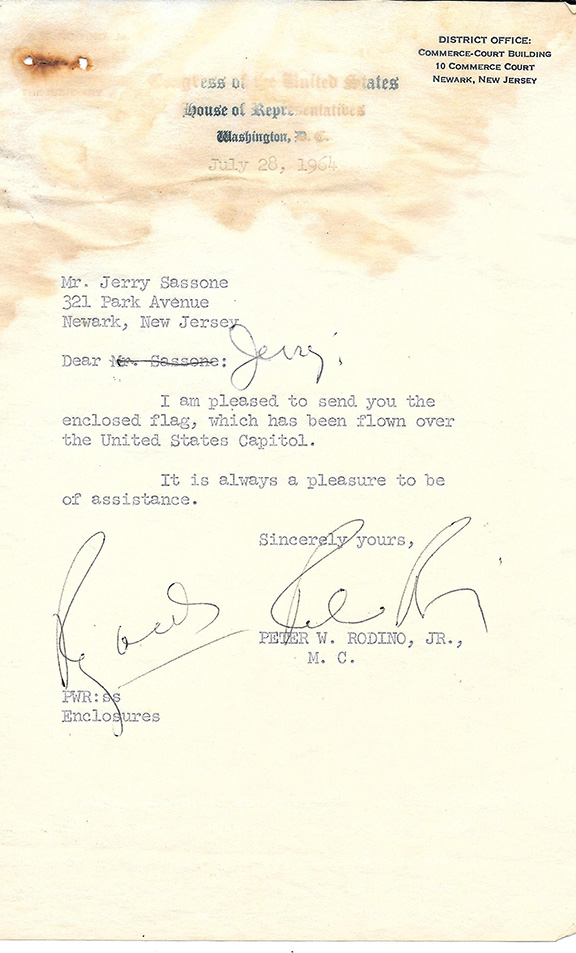 DISTRICT OFFICE:
COMMERCE-COURT BUILDING
10 COMMERCE COURT
NEWARK, NEW JERSEY
Congress of the United States
House of Representatives
Washington, D. C.
July 28, 1964
Mr. Jerry Sassone
321 Park Avenue
Newark, New Jersey
Dear Mr. Sassone: Jerry:
I am pleased to send you the
enclosed flag, which has been flown over
the United States Capitol.
It is always a pleasure to be
of assistance.
Sincerely yours,
PETER W. RODINO, JR.,
M. C.
PWR:ss
Enclosures